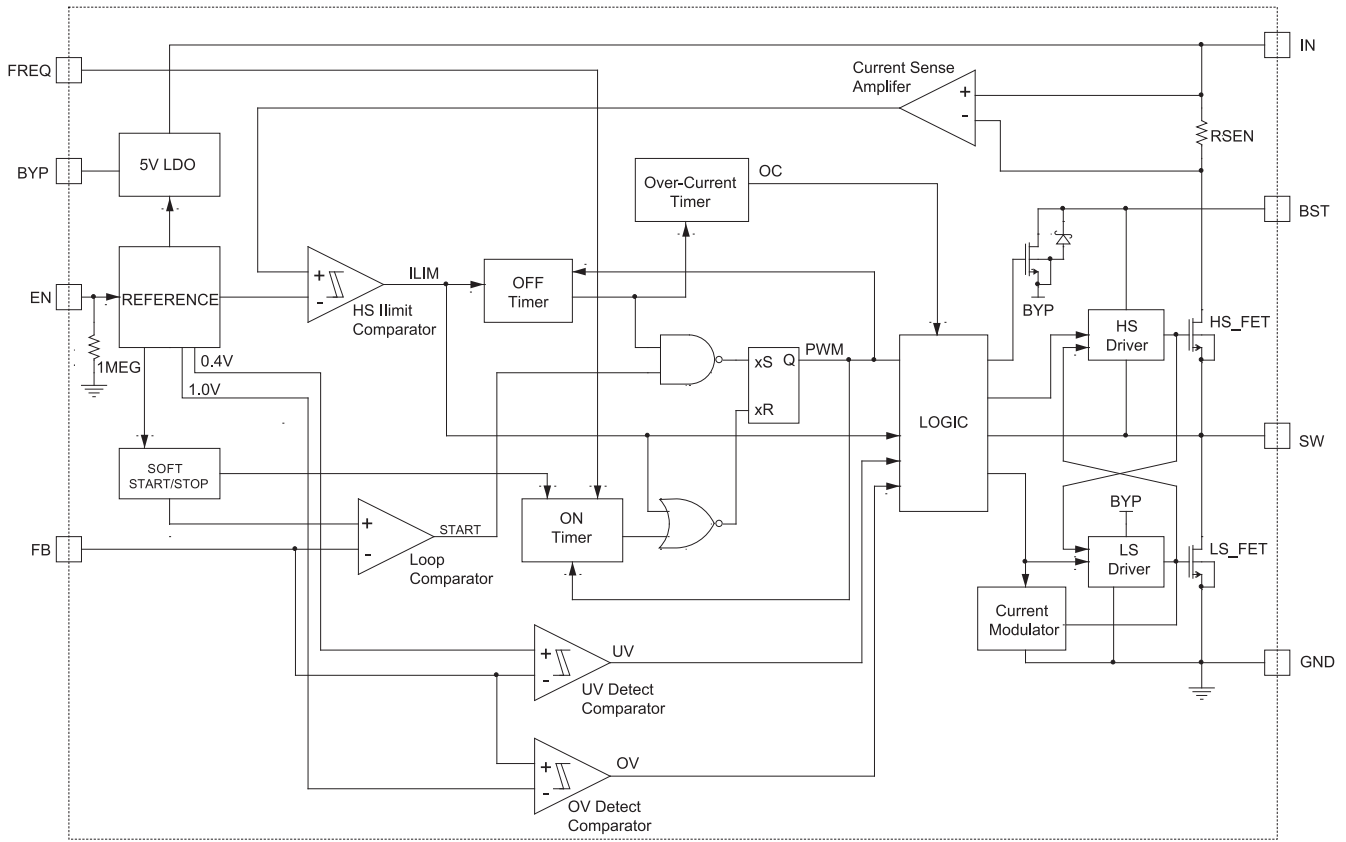 IN
FREQ
Current Sense
Amplifer
+
-
RSEN
5V LDO
BYP
Over-Current
Timer
OC
BST
EN
REFERENCE
+
-
ILIM
HS Ilimit
Comparator
OFF
Timer
BYP
HS
Driver
HS_FET
1MEG
0.4V
1.0V
xS
Q
PWM
xR
LOGIC
SW
SOFT
START/STOP
FB
+
-
START
Loop
Comparator
ON
Timer
BYP
LS
Driver
LS_FET
Current
Modulator
GND
+
-
UV
UV Detect
Comparator
+
-
OV
OV Detect
Comparator